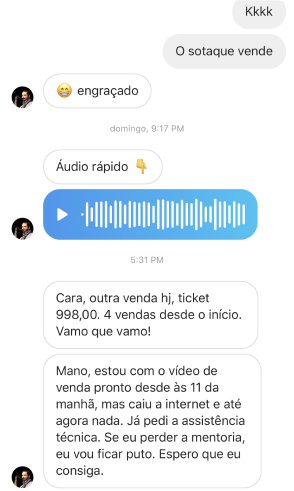 Kkkk
O sotaque vende
😁 engraçado
domingo, 9:17 PM
Áudio rápido 👇
5:31 PM
Cara, outra venda hj, ticket
998,00. 4 vendas desde o início.
Vamo que vamo!
Mano, estou com o vídeo de
venda pronto desde às 11 da
manhã, mas caiu a internet e até
agora nada. Já pedi a assistência
técnica. Se eu perder a mentoria,
eu vou ficar puto. Espero que eu
consiga.